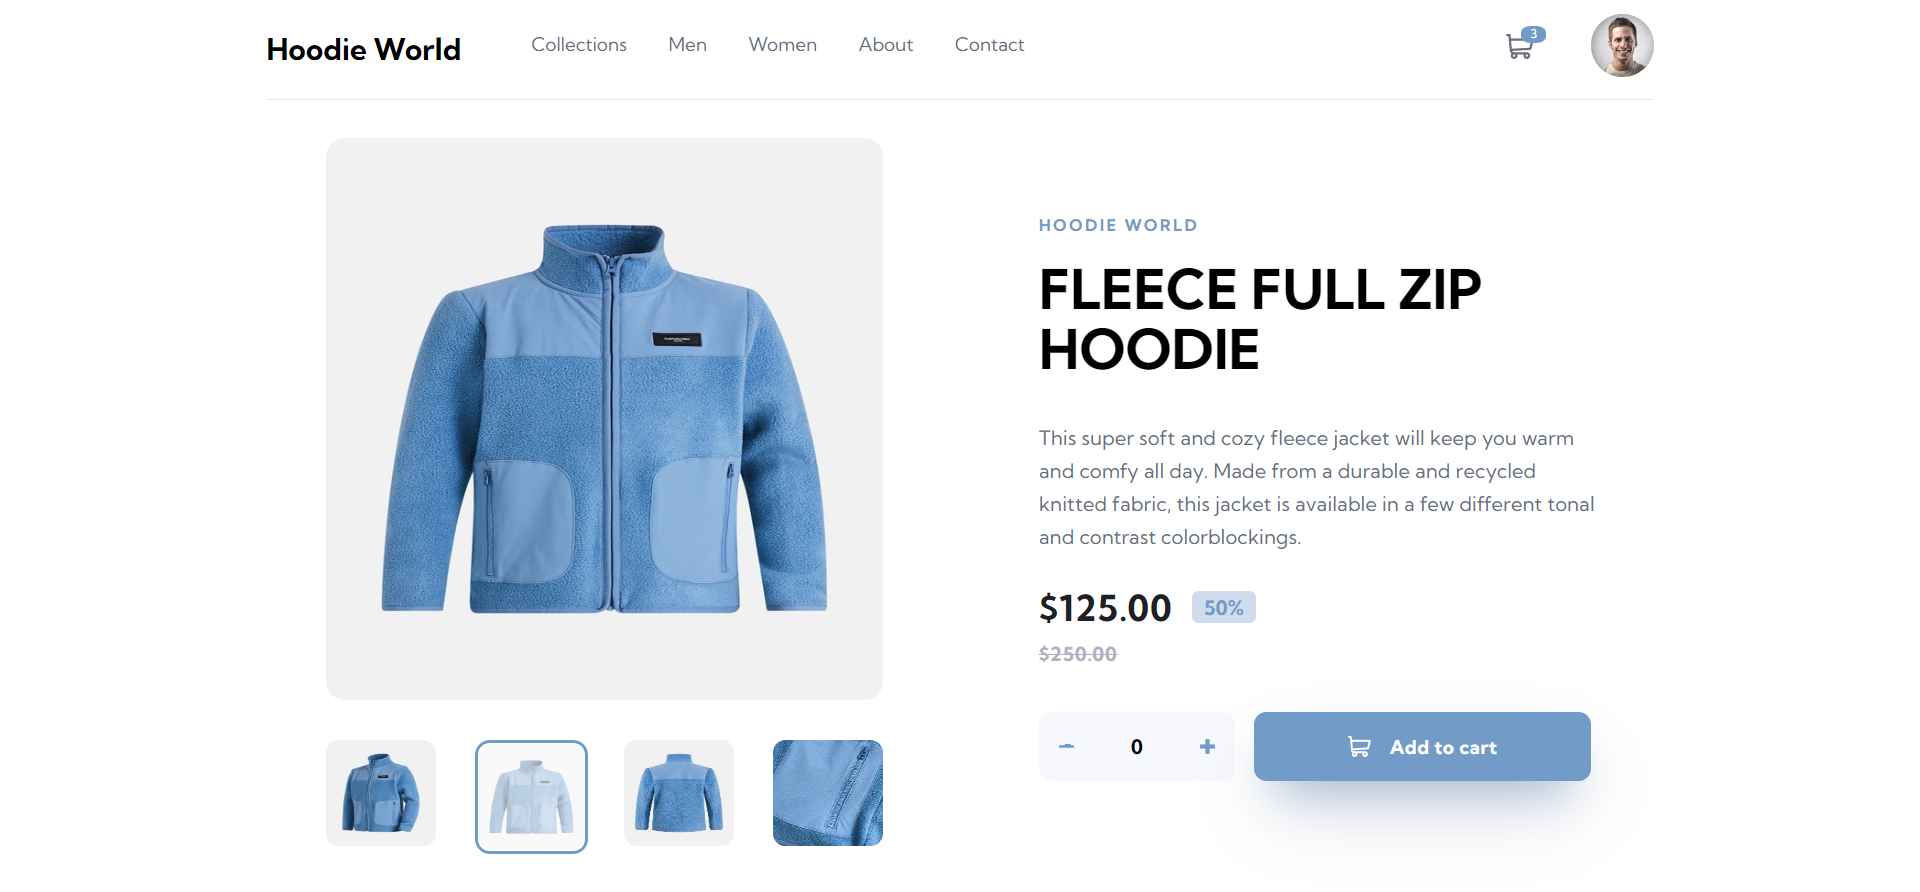 Hoodie World
Collections
Men
Women
About
Contact
3
HOODIE WORLD
FLEECE FULL ZIP
HOODIE
This super soft and cozy fleece jacket will keep you warm
and comfy all day. Made from a durable and recycled
knitted fabric, this jacket is available in a few different tonal
and contrast colorblockings.
$125.00
50%
$250.00
-
0
+
Add to cart